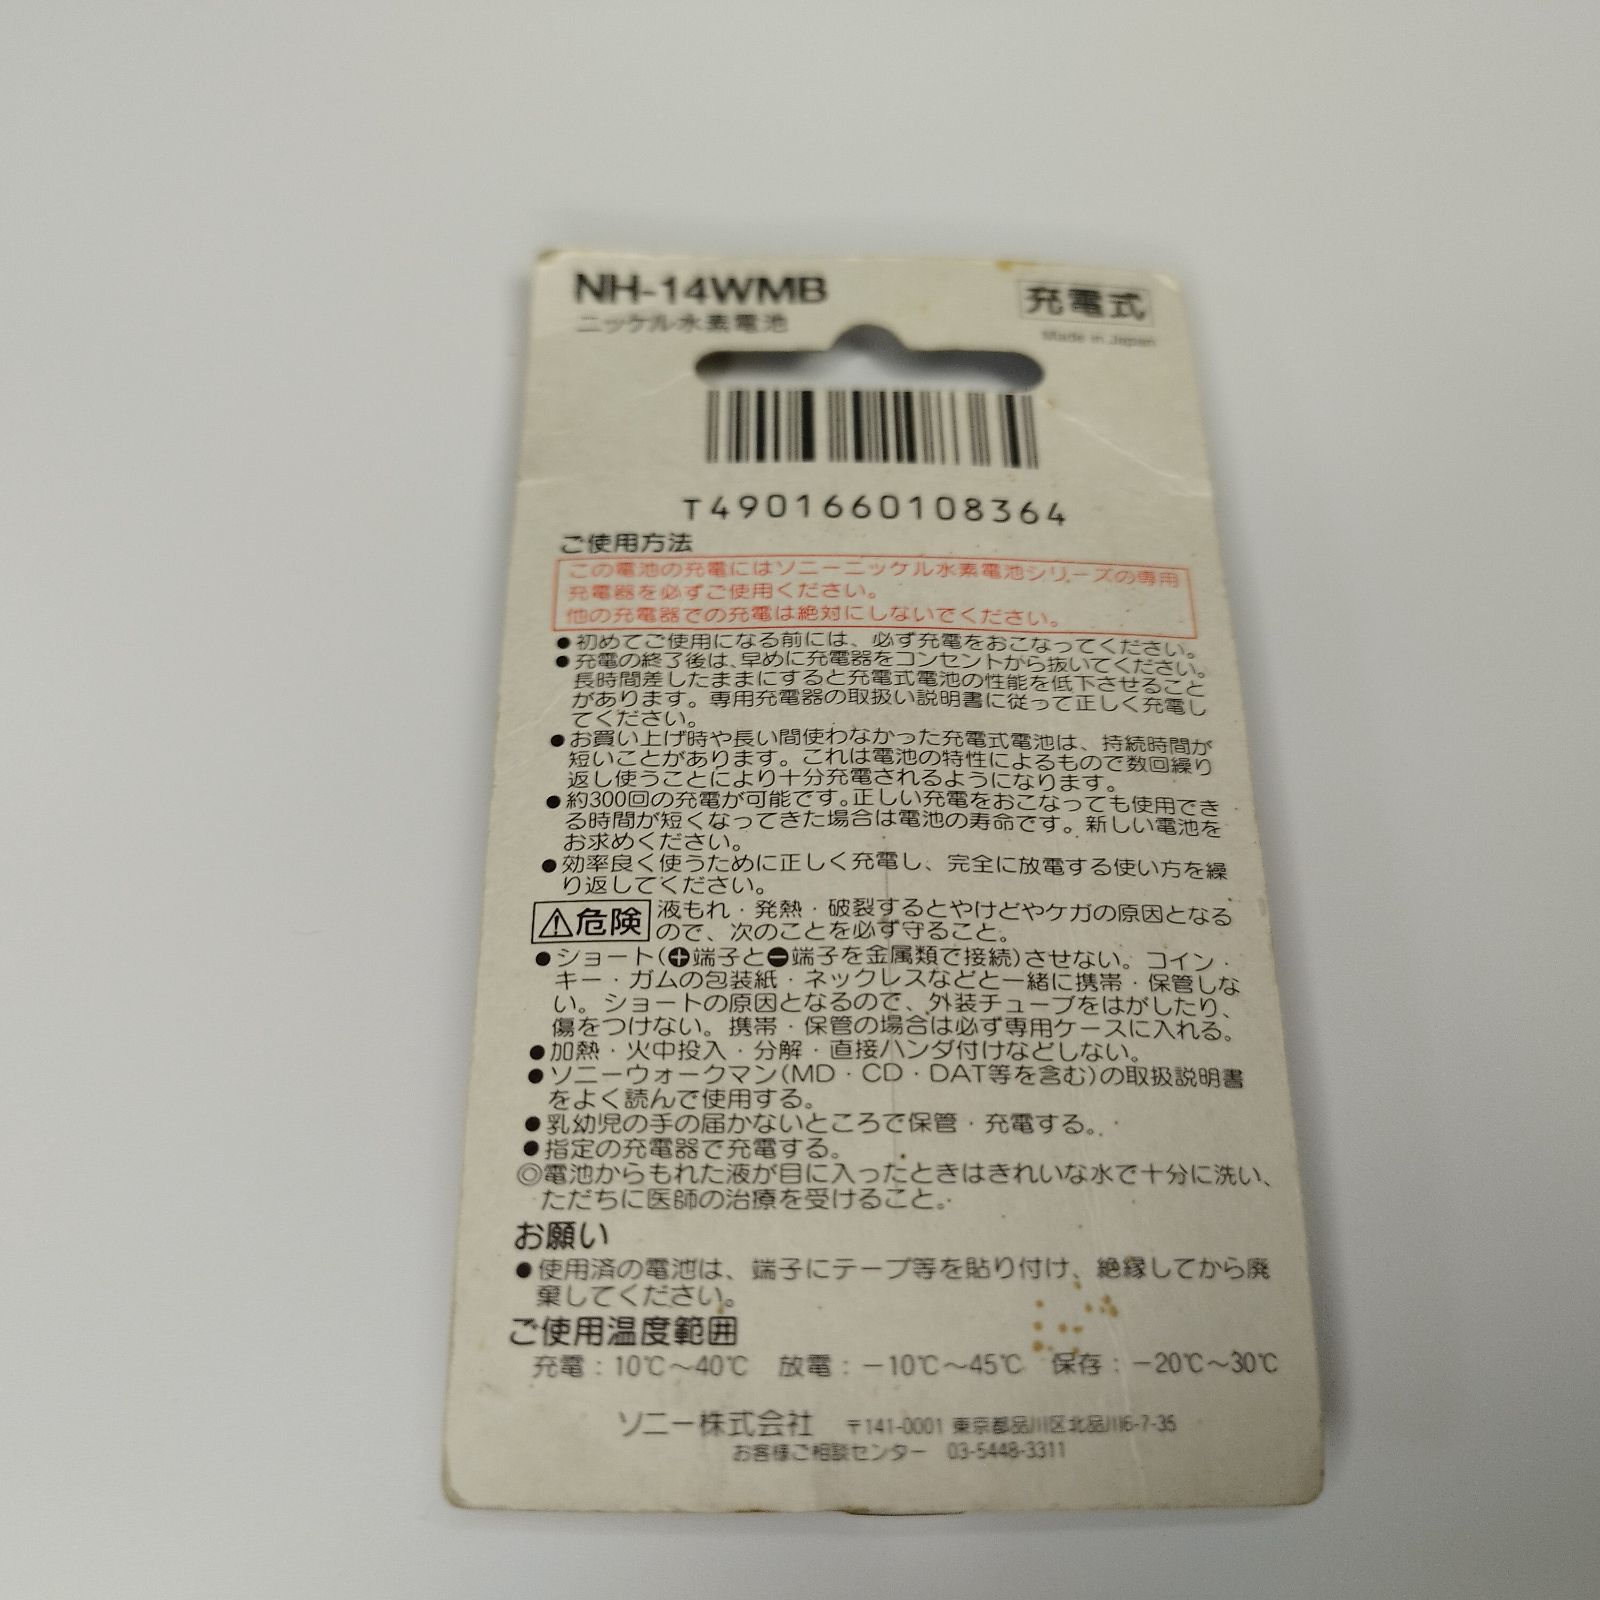 NH-14WMB
充電式
ニッケル水素電池
Made in Japan
T4901660108364
ご使用方法
この電池の充電にはソニーニッケル水素電池シリーズの専用
充電器を必ずご使用ください。
他の充電器での充電は絶対にしないでください。
●初めてご使用になる前には、必ず充電をおこなってください。
●充電の終了後は、早めに充電器をコンセントから抜いてください。
長時間差したままにすると充電式電池の性能を低下させること
があります。専用充電器の取扱い説明書に従って正しく充電し
てください。
●お買い上げ時や長い間使わなかった充電式電池は、持続時間が
短いことがあります。これは電池の特性によるもので数回繰り
返し使うことにより十分充電されるようになります。
●約300回の充電が可能です。正しい充電をおこなっても使用でき
る時間が短くなってきた場合は電池の寿命です。新しい電池を
お求めください。
●効率良く使うために正しく充電し、完全に放電する使い方を繰
り返してください。
⚠危険 液もれ・発熱・破裂するとやけどやケガの原因となる
ので、次のことを必ず守ること。
●ショート(⊕端子と⊖端子を金属類で接続)させない。コイン・
キー・ガムの包装紙・ネックレスなどと一緒に携帯・保管しな
い。ショートの原因となるので、外装チューブをはがしたり、
傷をつけない。携帯・保管の場合は必ず専用ケースに入れる。
●加熱・火中投入・分解・直接ハンダ付けなどしない。
●ソニーウォークマン(MD・CD・DAT等を含む)の取扱説明書
をよく読んで使用する。
●乳幼児の手の届かないところで保管・充電する。
●指定の充電器で充電する。
◎電池からもれた液が目に入ったときはきれいな水で十分に洗い、
ただちに医師の治療を受けること。
お願い
●使用済の電池は、端子にテープ等を貼り付け、絶縁してから廃
棄してください。
ご使用温度範囲
充電:10℃～40℃ 放電:－10℃～45℃ 保存:－20℃～30℃
ソニー株式会社 〒141-0001 東京都品川区北品川6-7-35
お客様ご相談センター 03-5448-3311